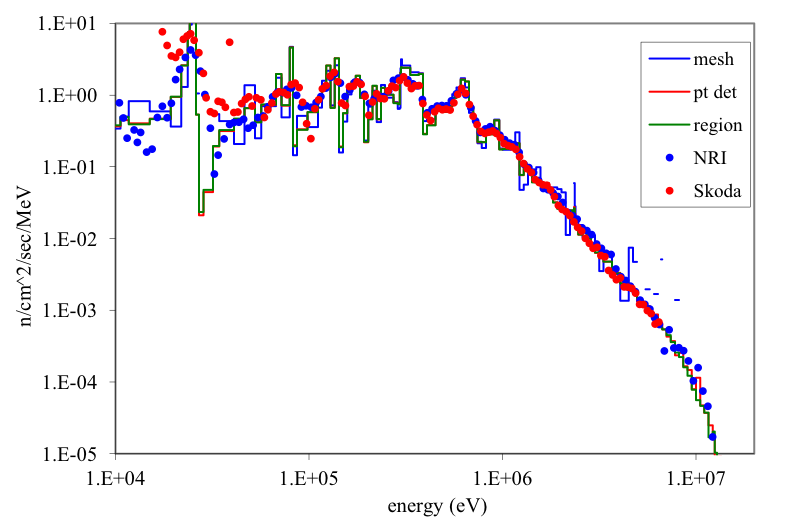 1.E+01
1.E+00
1.E-01
1.E-02
1.E-03
1.E-04
1.E-05
n/cm^2/sec/MeV
1.E+04
1.E+05
1.E+06
1.E+07
energy (eV)
mesh
pt det
region
NRI
Skoda